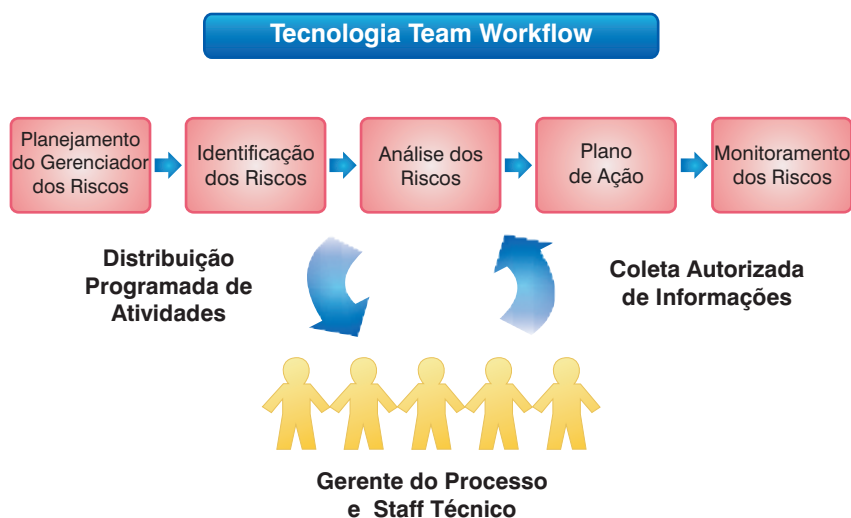 Tecnologia Team Workflow
Planejamento
do Gerenciador
dos Riscos
Identificação
dos Riscos
Análise dos
Riscos
Plano
de Ação
Monitoramento
dos Riscos
Distribuição
Programada de
Atividades
Coleta Autorizada
de Informações
Gerente do Processo
e Staff Técnico